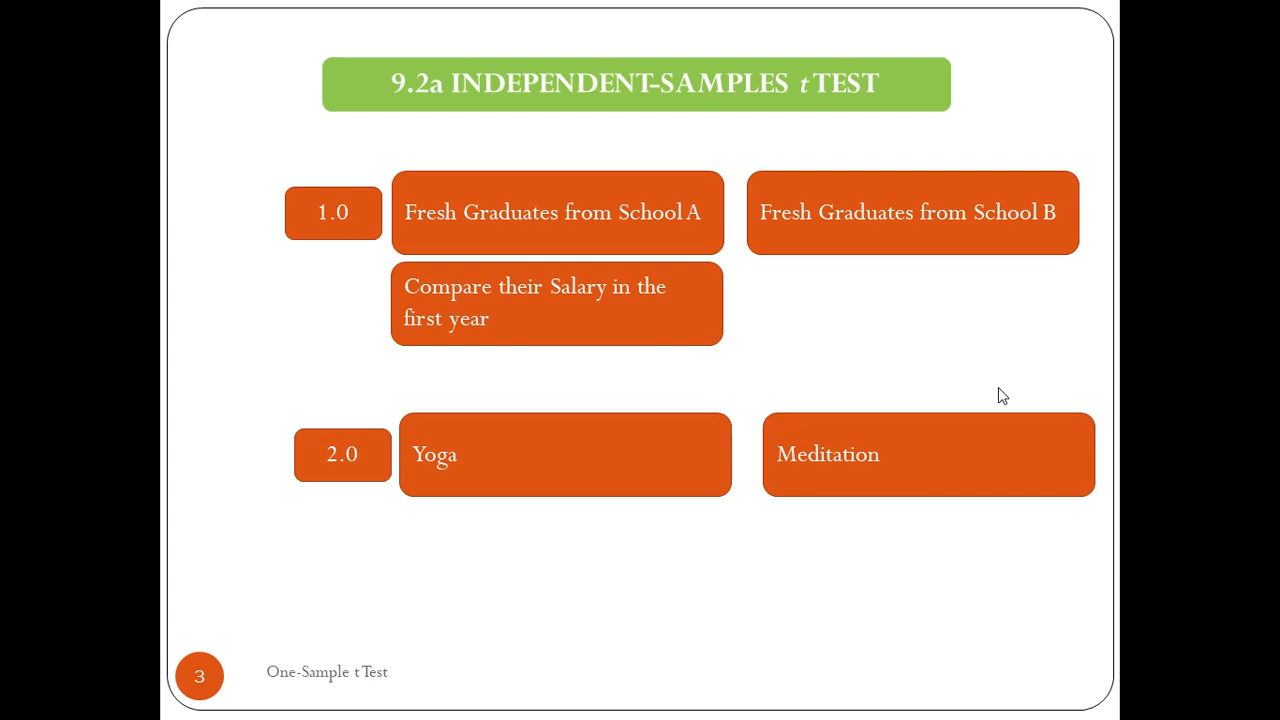 9.2a INDEPENDENT-SAMPLES t TEST
1.0
Fresh Graduates from School A
Fresh Graduates from School B
Compare their Salary in the
first year
2.0
Yoga
Meditation
3
One-Sample t Test